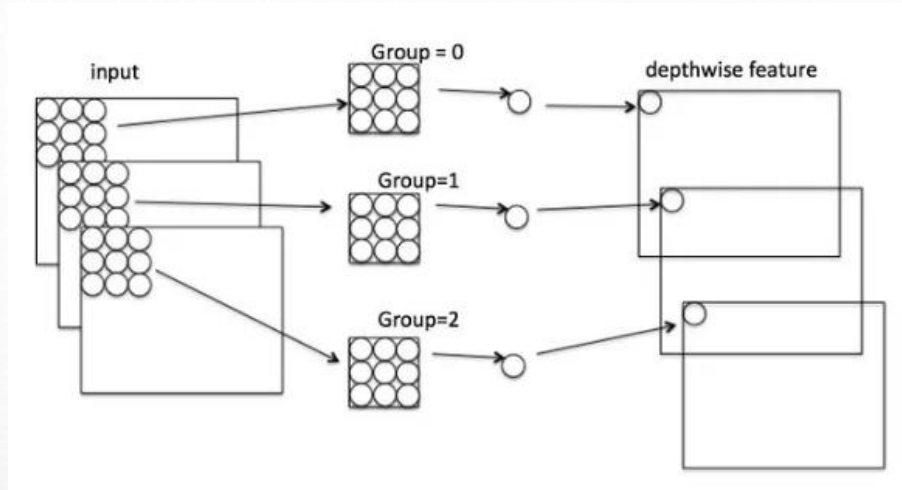 input
Group = 0
depthwise feature
Group=1
Group=2